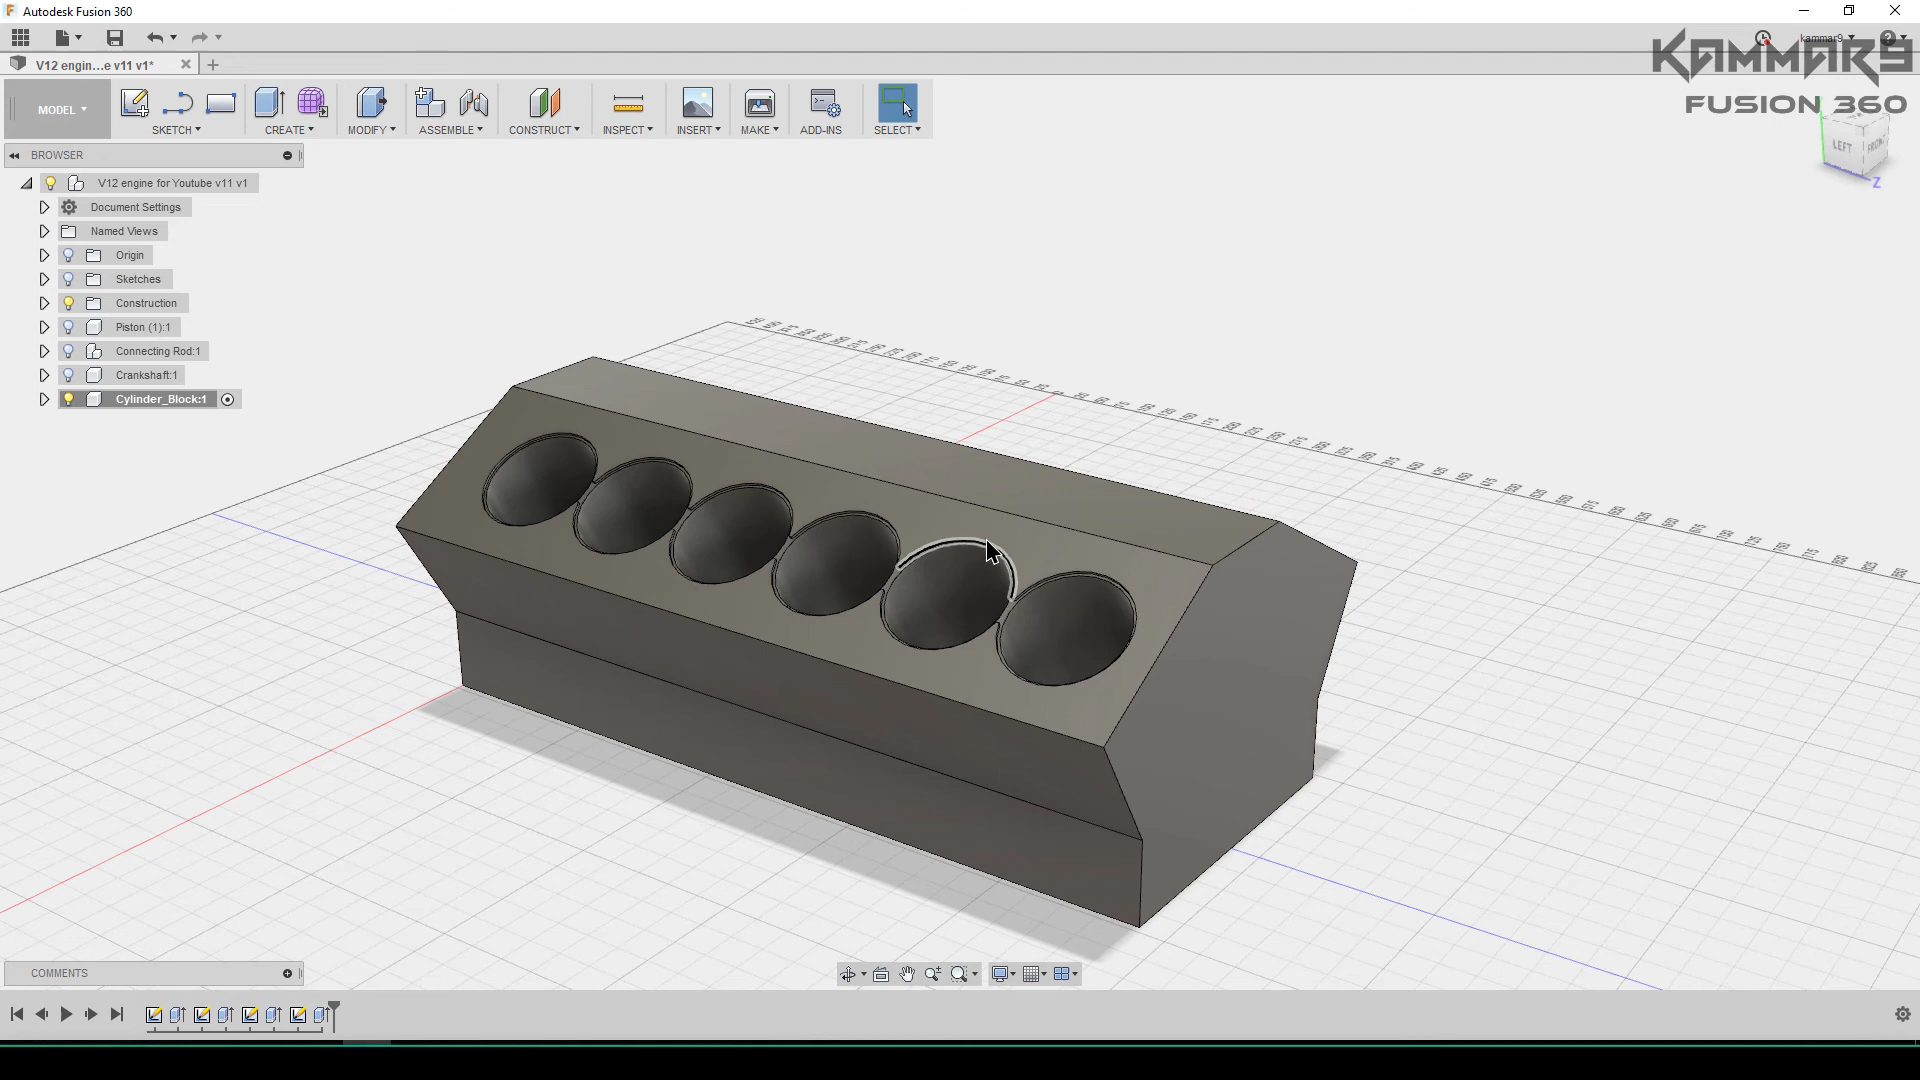 Autodesk Fusion 360
kammar9
KAMMAR9
FUSION 360
V12 engin...e v11 v1*
MODEL
SKETCH
CREATE
MODIFY
ASSEMBLE
CONSTRUCT
INSPECT
INSERT
MAKE
ADD-INS
SELECT
LEFT
FRONT
Z
BROWSER
V12 engine for Youtube v11 v1
Document Settings
Named Views
Origin
Sketches
Construction
Piston (1):1
Connecting Rod:1
Crankshaft:1
Cylinder_Block:1
COMMENTS